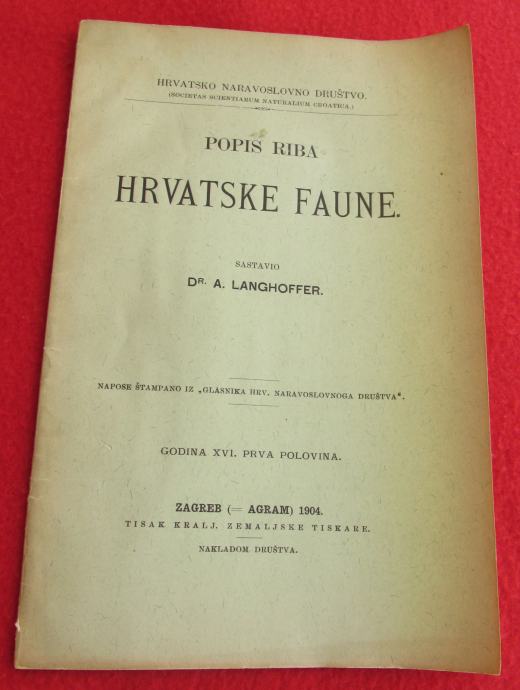 HRVATSKO NARAVOSLOVNO DRUŠTVO.
(SOCIETAS SCIENTIARUM NATURALIUM CROATICA.)
POPIS RIBA
HRVATSKE FAUNE.
SASTAVIO
DR. A. LANGHOFFER.
NAPOSE ŠTAMPANO IZ „GLASNIKA HRV. NARAVOSLOVNOGA DRUŠTVA“.
GODINA XVI. PRVA POLOVINA.
ZAGREB (= AGRAM) 1904.
TISAK KRALJ. ZEMALJSKE TISKARE.
NAKLADOM DRUŠTVA.